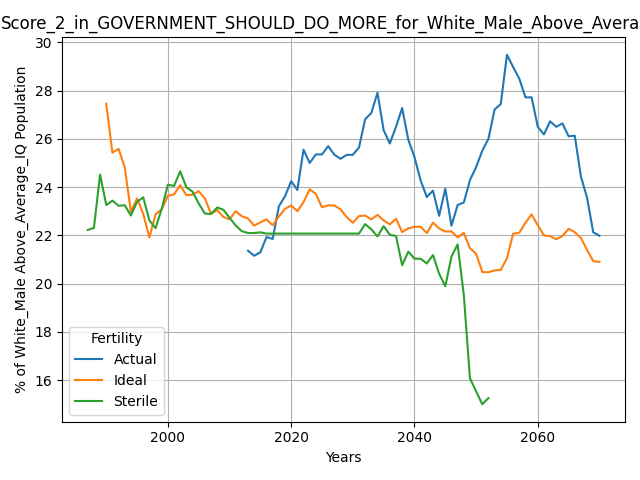 Score_2_in_GOVERNMENT_SHOULD_DO_MORE_for_White_Male_Above_Avera
% of White_Male Above_Average_IQ Population
30
28
26
24
22
20
18
16
Fertility
Actual
Ideal
Sterile
2000
2020
2040
2060
Years